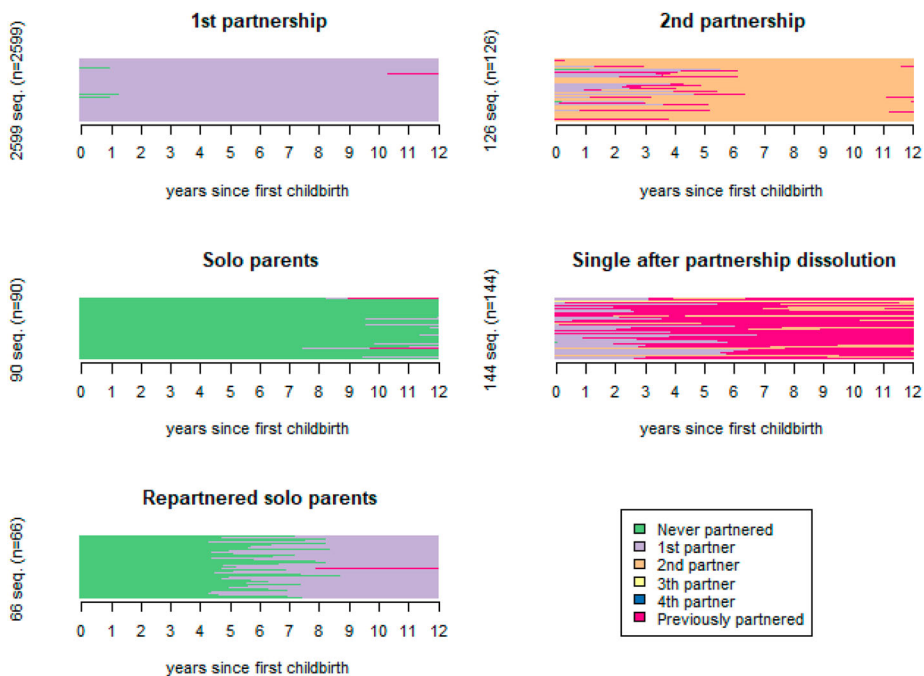 1st partnership
2599 seq. (n=2599)
0 1 2 3 4 5 6 7 8 9 10 11 12
years since first childbirth
2nd partnership
126 seq. (n=126)
0 1 2 3 4 5 6 7 8 9 10 11 12
years since first childbirth
Solo parents
90 seq. (n=90)
0 1 2 3 4 5 6 7 8 9 10 11 12
years since first childbirth
Single after partnership dissolution
144 seq. (n=144)
0 1 2 3 4 5 6 7 8 9 10 11 12
years since first childbirth
Repartnered solo parents
66 seq. (n=66)
0 1 2 3 4 5 6 7 8 9 10 11 12
years since first childbirth
Never partnered
1st partner
2nd partner
3th partner
4th partner
Previously partnered